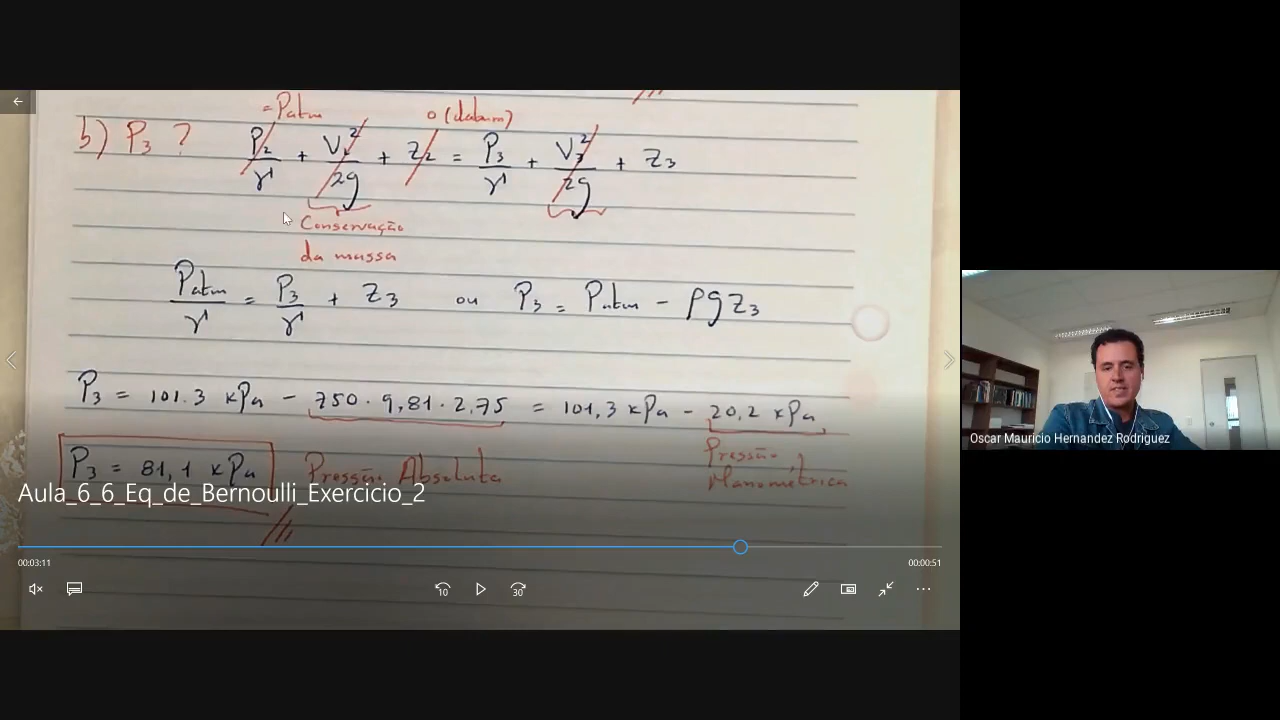 = Patm
0 (datum)
b) P3 ? P2/γ + V2²/2g + Z2 = P3/γ + V3²/2g + Z3
Conservação
da massa
Patm/γ = P3/γ + Z3 ou P3 = Patm - ρgZ3
P3 = 101.3 kPa - 750 · 9,81 · 2,75 = 101,3 kPa - 20,2 kPa
P3 = 81,1 kPa Pressão Absoluta
Pressão
Manométrica
Aula_6_6_Eq_de_Bernoulli_Exercicio_2
00:03:11
00:00:51
10
30
Oscar Mauricio Hernandez Rodriguez